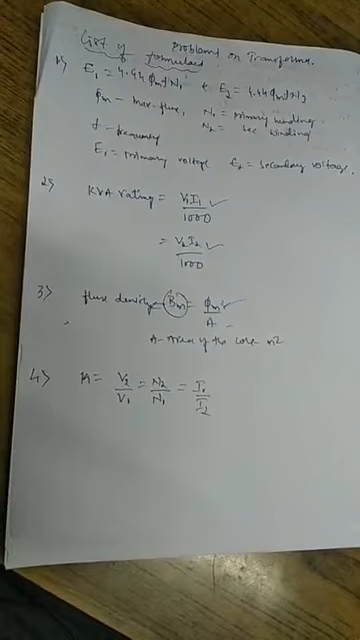 Problems on Transforme.
List of formulaes
1) E₁ = 4.44 ϕm f N₁ & E₂ = 4.44 ϕm f N₂
ϕm - max-flux, N₁ = primary winding
f - frequency N₂ = sec winding
E₁ = primary voltage E₂ = secondary voltage.
2) KVA rating = V₁I₁ / 1000 ✓
= V₂I₂ / 1000 ✓
3) flux density Bm = ϕm / A
A - Area of the core m²
4) K = V₂/V₁ = N₂/N₁ = I₁/I₂